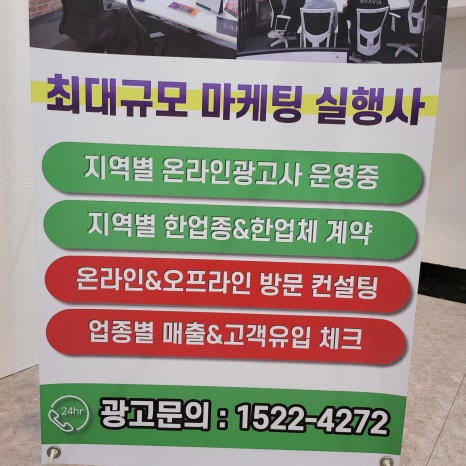 최대규모 마케팅 실행사
지역별 온라인광고사 운영중
지역별 한업종&한업체 계약
온라인&오프라인 방문 컨설팅
업종별 매출&고객유입 체크
24hr 광고문의 : 1522-4272